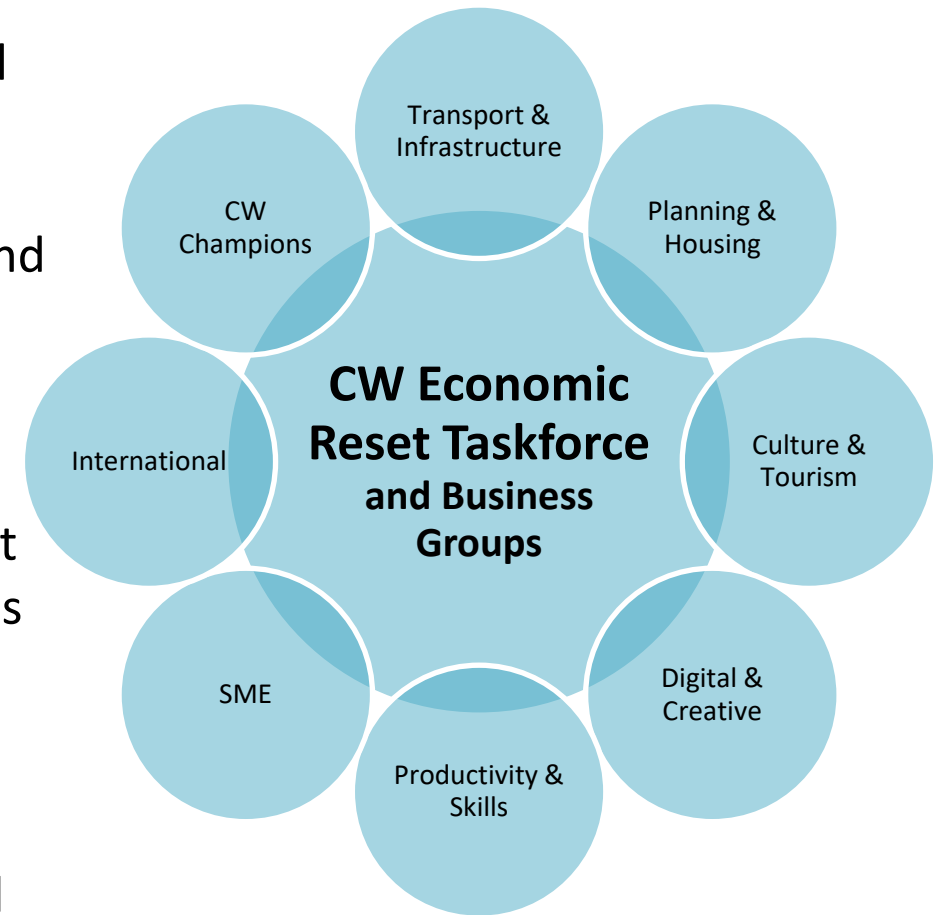 nd
t
s
Transport &
Infrastructure
CW
Champions
Planning &
Housing
International
CW Economic
Reset Taskforce
and Business
Groups
Culture &
Tourism
SME
Digital &
Creative
Productivity &
Skills